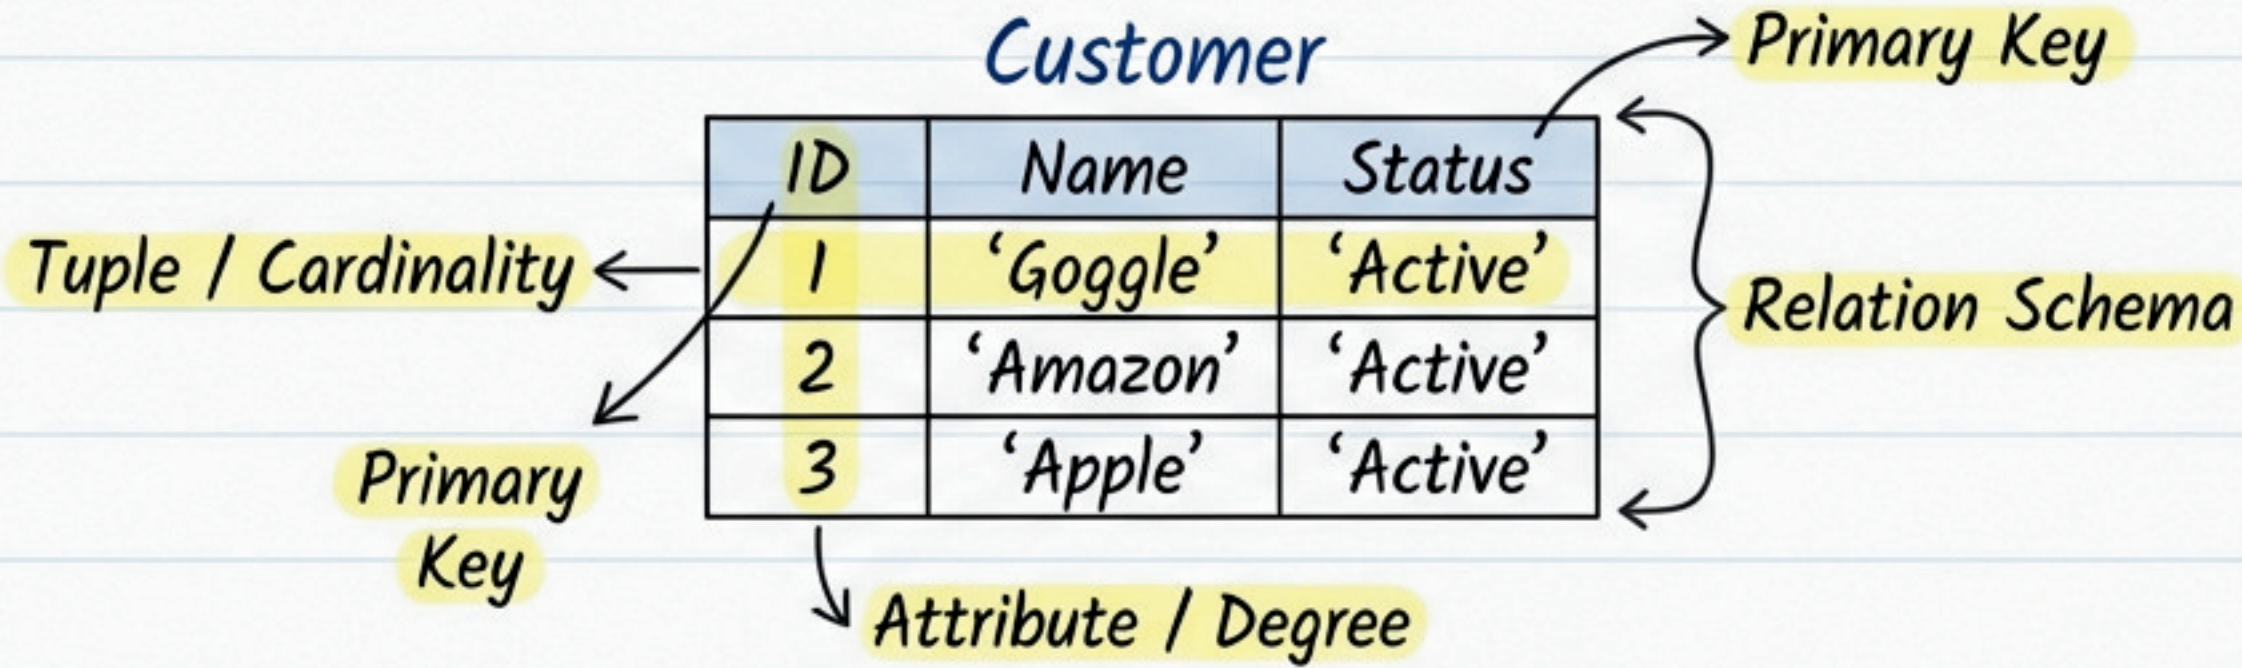 Customer
Primary Key
ID Name Status
Tuple / Cardinality
1 ‘Goggle’ ‘Active’
Relation Schema
2 ‘Amazon’ ‘Active’
3 ‘Apple’ ‘Active’
Primary
Key
Attribute / Degree